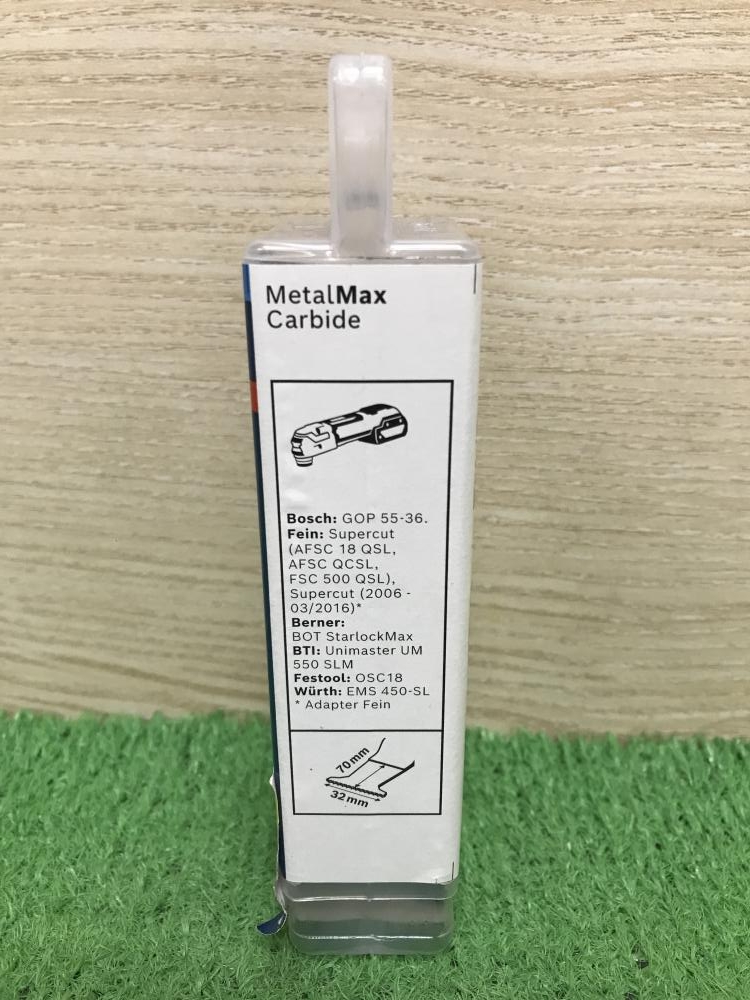 MetalMax
Carbide
Bosch: GOP 55-36.
Fein: Supercut
(AFSC 18 QSL,
AFSC QCSL,
FSC 500 QSL),
Supercut (2006 -
03/2016)*
Berner:
BOT StarlockMax
BTI: Unimaster UM
550 SLM
Festool: OSC18
Würth: EMS 450-SL
* Adapter Fein
70 mm
32 mm